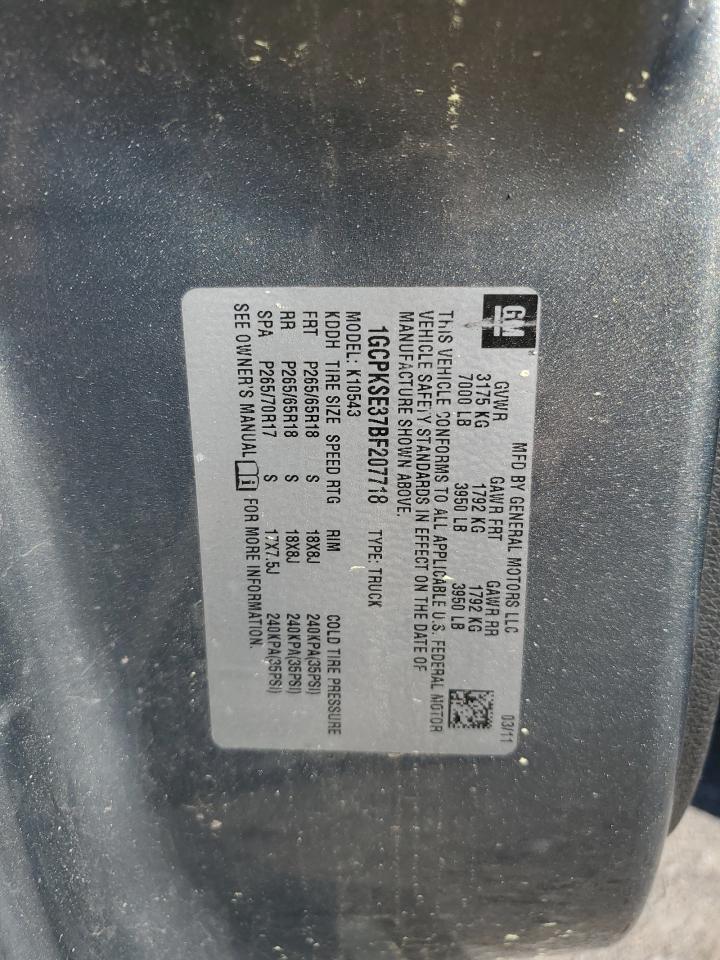 GM
MFD BY GENERAL MOTORS LLC
03/11
GVWR GAWR FRT GAWR RR
3175 KG 1792 KG 1792 KG
7000 LB 3950 LB 3950 LB
THIS VEHICLE CONFORMS TO ALL APPLICABLE U.S. FEDERAL MOTOR
VEHICLE SAFETY STANDARDS IN EFFECT ON THE DATE OF
MANUFACTURE SHOWN ABOVE.
1GCPKSE37BF207718 TYPE: TRUCK
MODEL: K10543
KDDH TIRE SIZE SPEED RTG RIM COLD TIRE PRESSURE
FRT P265/65R18 S 18X8J 240KPA(35PSI)
RR P265/65R18 S 18X8J 240KPA(35PSI)
SPA P265/70R17 S 17X7.5J 240KPA(35PSI)
SEE OWNER'S MANUAL FOR MORE INFORMATION.